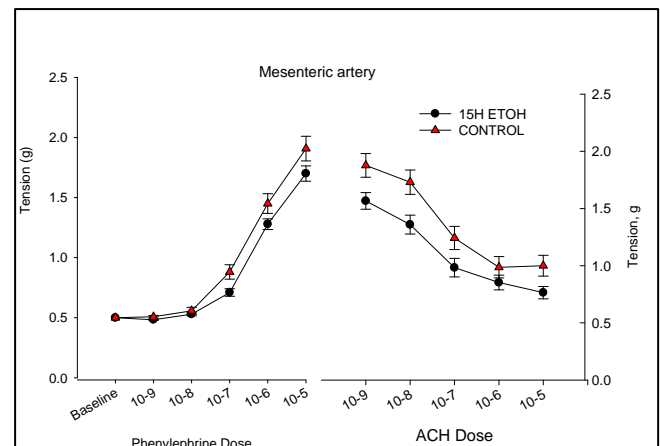 Mesenteric artery
Tension (g)
2.5
2.0
1.5
1.0
0.5
0.0
Baseline
10-9
10-8
10-7
10-6
10-5
Phenylephrine Dose
15H ETOH
CONTROL
2.5
2.0
1.5
1.0
0.5
0.0
Tension, g
10-9
10-8
10-7
10-6
10-5
ACH Dose